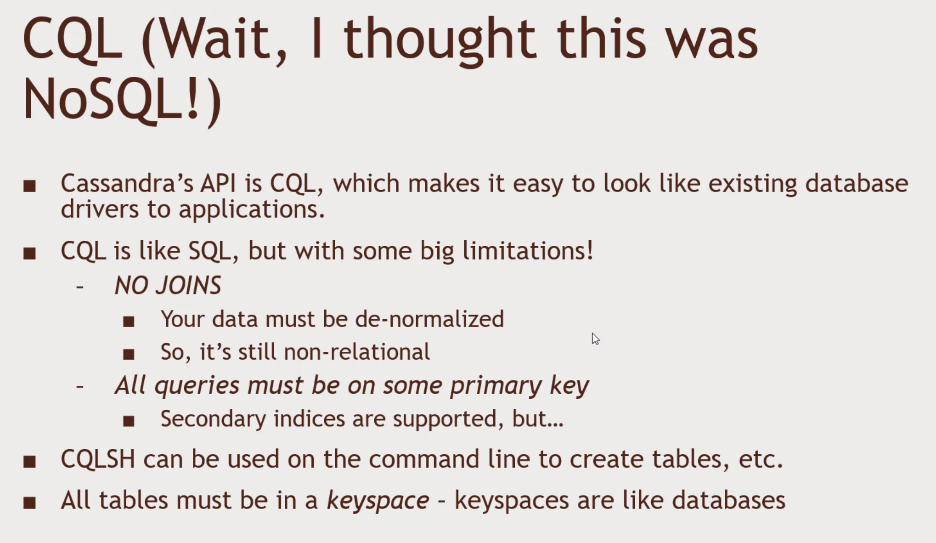 CQL (Wait, I thought this was
NoSQL!)
■ Cassandra’s API is CQL, which makes it easy to look like existing database
drivers to applications.
■ CQL is like SQL, but with some big limitations!
– NO JOINS
■ Your data must be de-normalized
■ So, it’s still non-relational
– All queries must be on some primary key
■ Secondary indices are supported, but…
■ CQLSH can be used on the command line to create tables, etc.
■ All tables must be in a keyspace – keyspaces are like databases